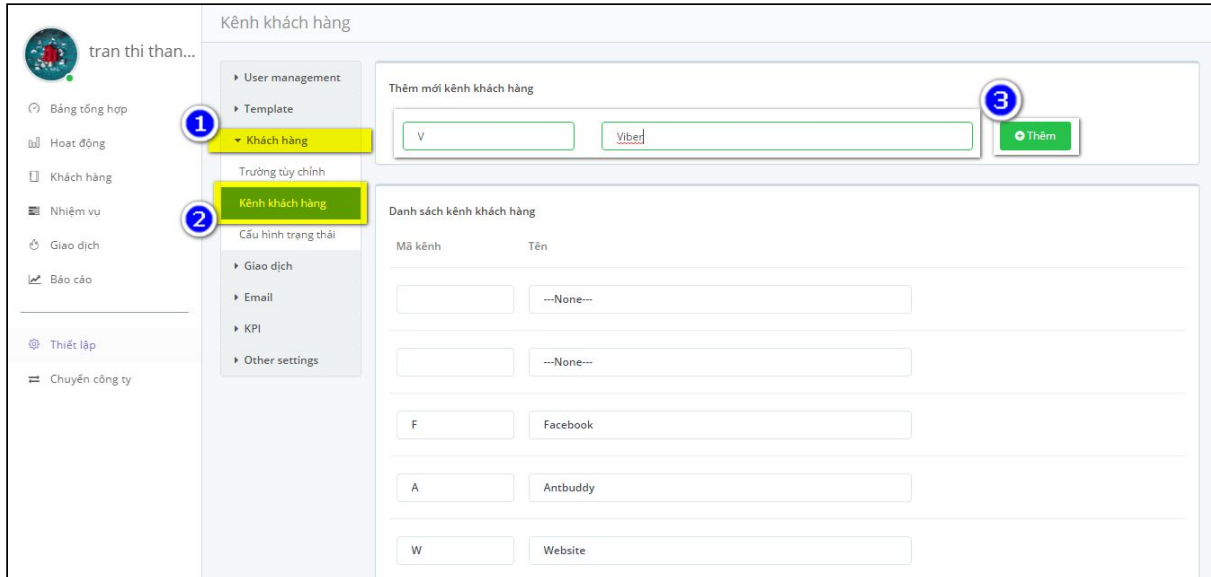 Kênh khách hàng
tran thi than...
Bảng tổng hợp
Hoạt động
Khách hàng
Nhiệm vụ
Giao dịch
Báo cáo
Thiết lập
Chuyển công ty
User management
Template
1
Khách hàng
Trường tùy chỉnh
2
Kênh khách hàng
Cấu hình trạng thái
Giao dịch
Email
KPI
Other settings
Thêm mới kênh khách hàng
3
V Viber Thêm
Danh sách kênh khách hàng
Mã kênh Tên
---None---
---None---
F Facebook
A Antbuddy
W Website